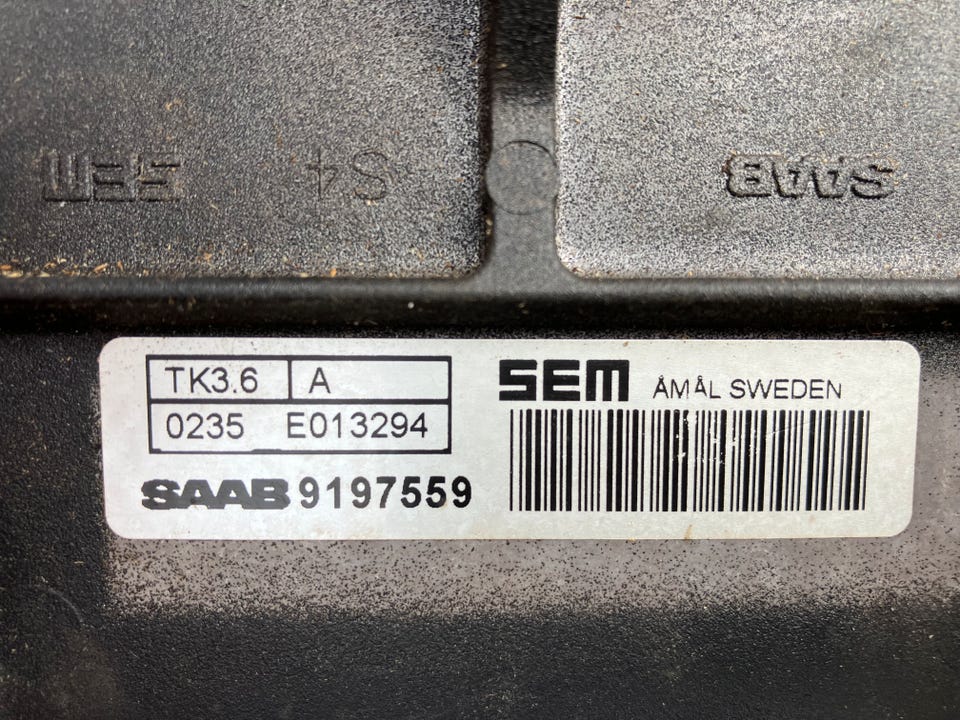 SEM S4 SAAB
TK3.6 A
0235 E013294
SAAB 9197559
SEM ÅMÅL SWEDEN